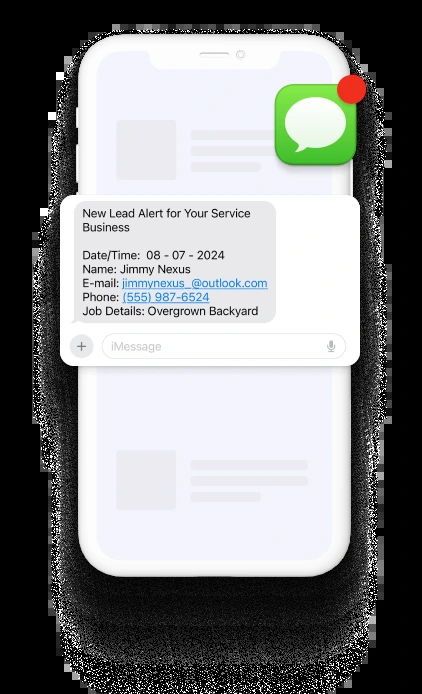 New Lead Alert for Your Service
Business
Date/Time:  08 - 07 - 2024
Name: Jimmy Nexus
E-mail: jimmynexus_@outlook.com
Phone: (555) 987-6524
Job Details: Overgrown Backyard
iMessage